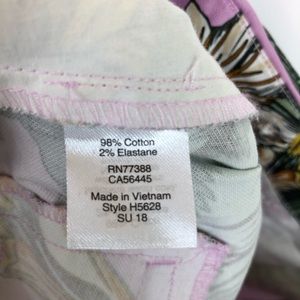 98% Cotton
2% Elastane
RN77388
CA56445
Made in Vietnam
Style H5628
SU 18